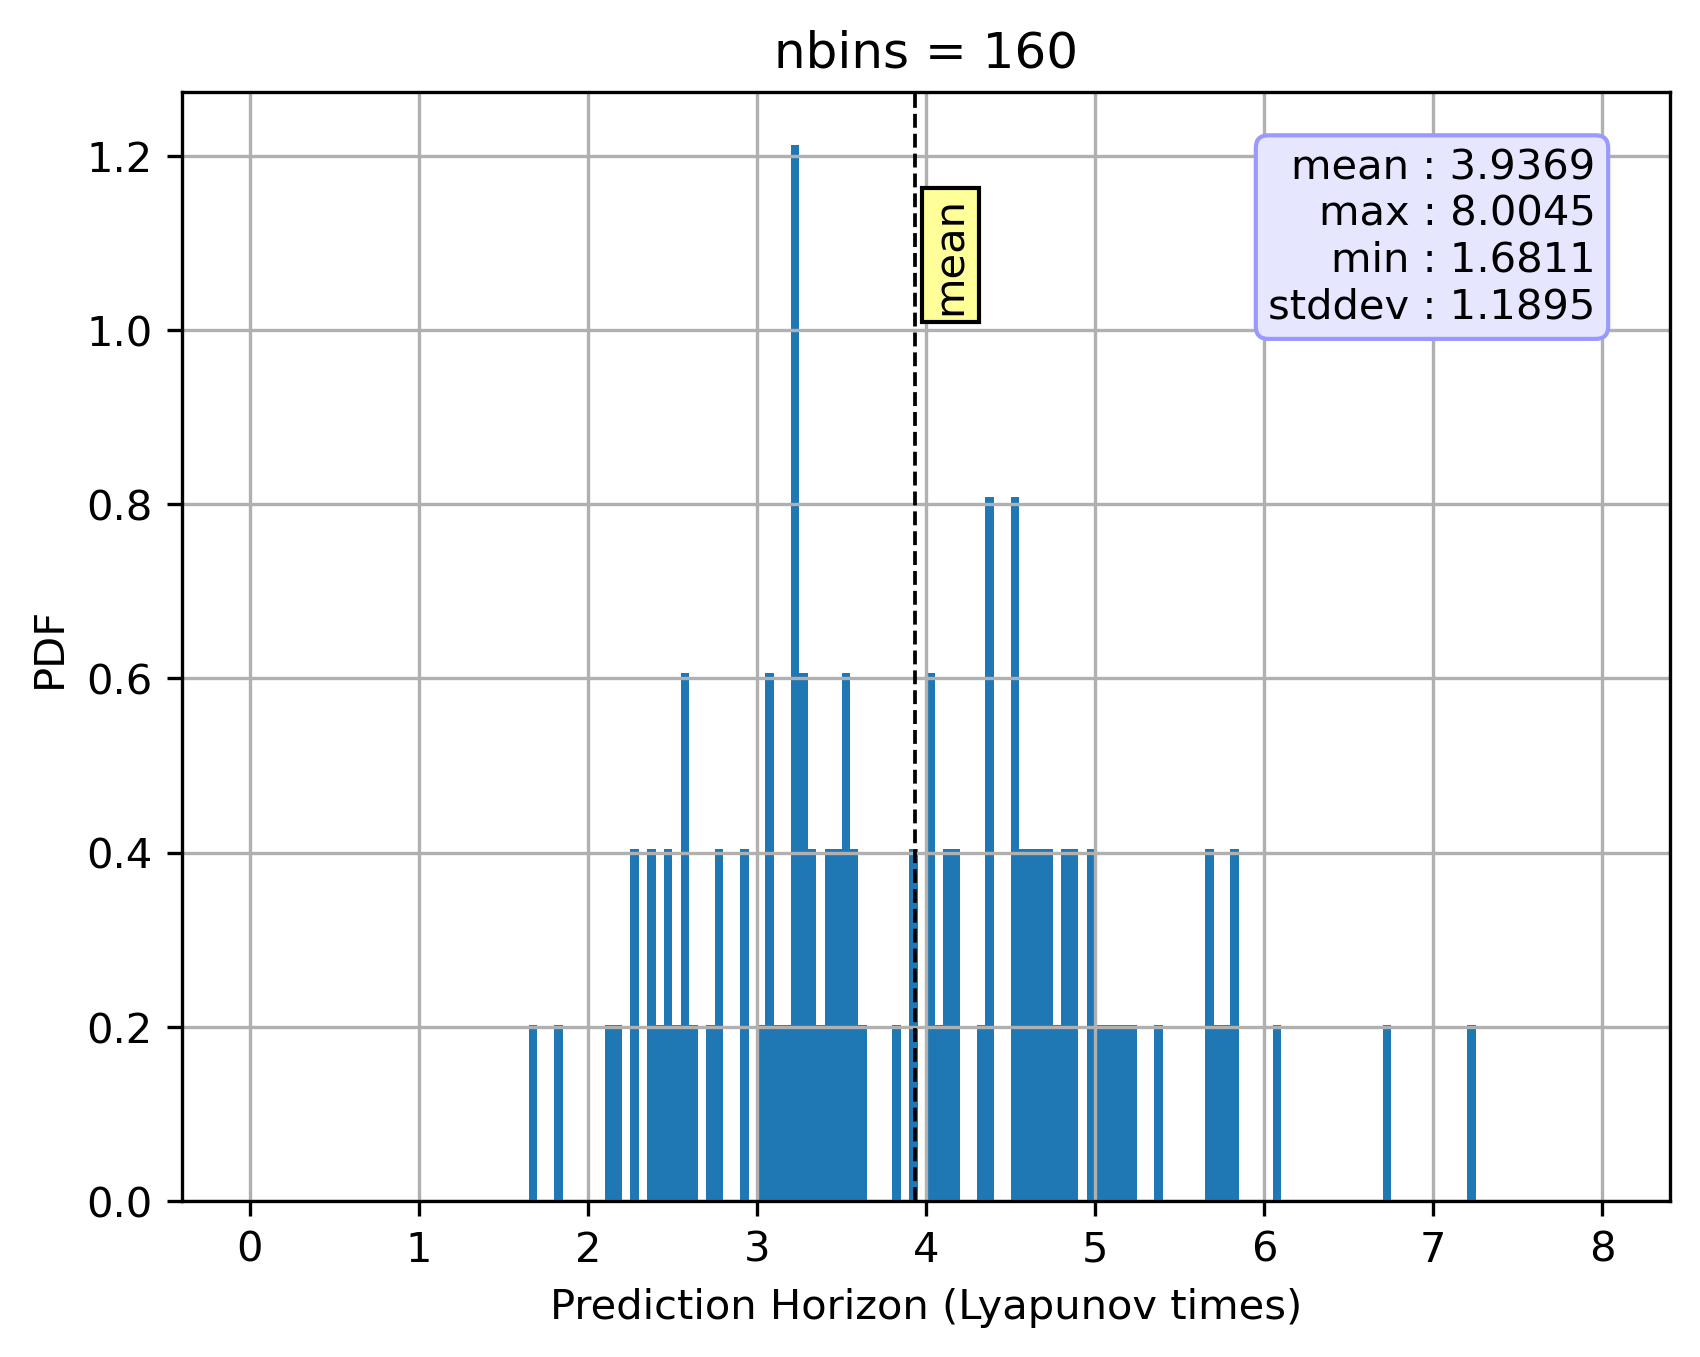 nbins = 160
mean : 3.9369
max : 8.0045
min : 1.6811
stddev : 1.1895
mean
PDF
1.2
1.0
0.8
0.6
0.4
0.2
0.0
0 1 2 3 4 5 6 7 8
Prediction Horizon (Lyapunov times)